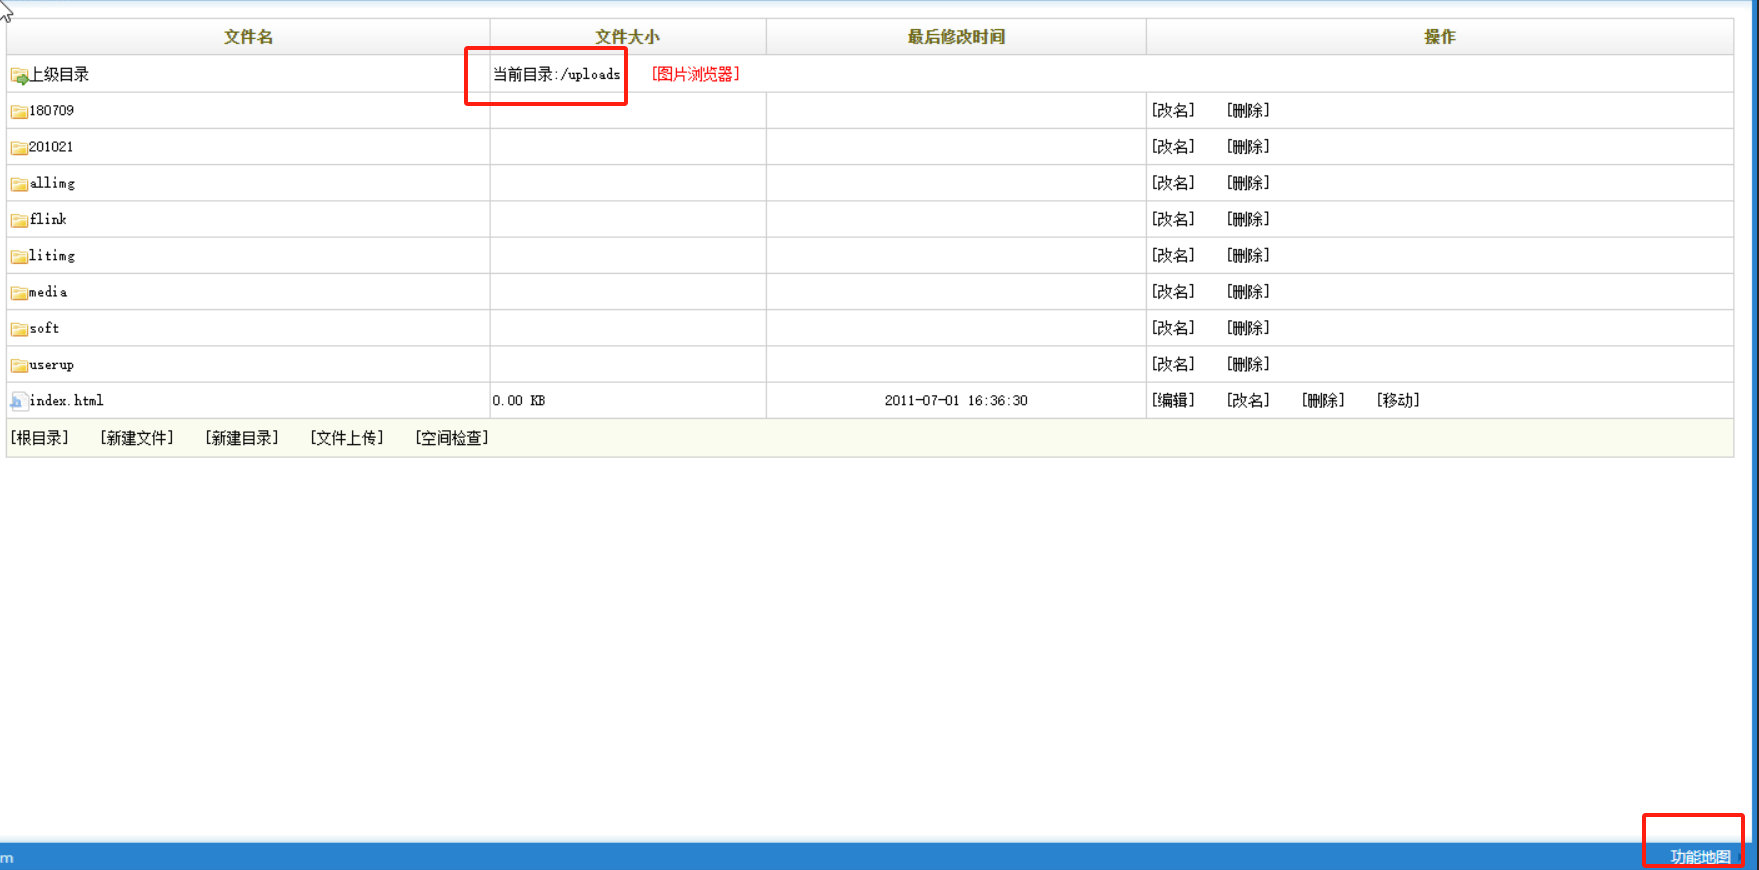 文件名 文件大小 最后修改时间 操作
上级目录 当前目录:/uploads [图片浏览器]
180709 [改名] [删除]
201021 [改名] [删除]
allimg [改名] [删除]
flink [改名] [删除]
litimg [改名] [删除]
media [改名] [删除]
soft [改名] [删除]
userup [改名] [删除]
index.html 0.00 KB 2011-07-01 16:36:30 [编辑] [改名] [删除] [移动]
[根目录] [新建文件] [新建目录] [文件上传] [空间检查]
m 功能地图